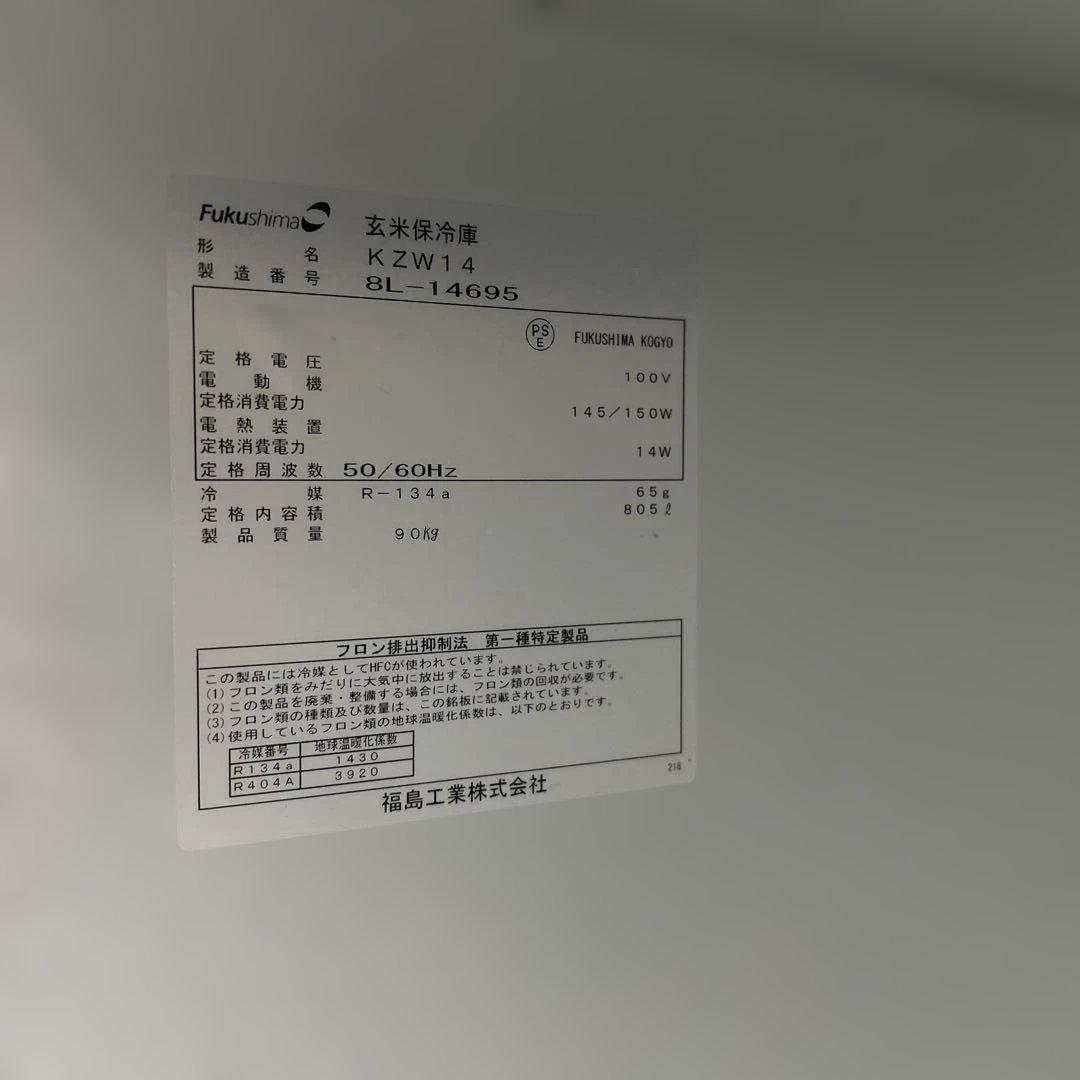 Fukushima 玄米保冷庫
形名 KZW14
製造番号 8L-14695
PS E FUKUSHIMA KOGYO
定格電圧 100V
電動機
定格消費電力 145/150W
電熱装置
定格消費電力 14W
定格周波数 50/60Hz
冷媒 R-134a 65g
定格内容積 805ℓ
製品質量 90kg
フロン排出抑制法 第一種特定製品
この製品には冷媒としてHFCが使われています。
(1)フロン類をみだりに大気中に放出することは禁じられています。
(2)この製品を廃棄・整備する場合には、フロン類の回収が必要です。
(3)フロン類の種類及び数量は、この銘板に記載されています。
(4)使用しているフロン類の地球温暖化係数は、以下のとおりです。
冷媒番号 地球温暖化係数
R134a 1430
R404A 3920
218
福島工業株式会社